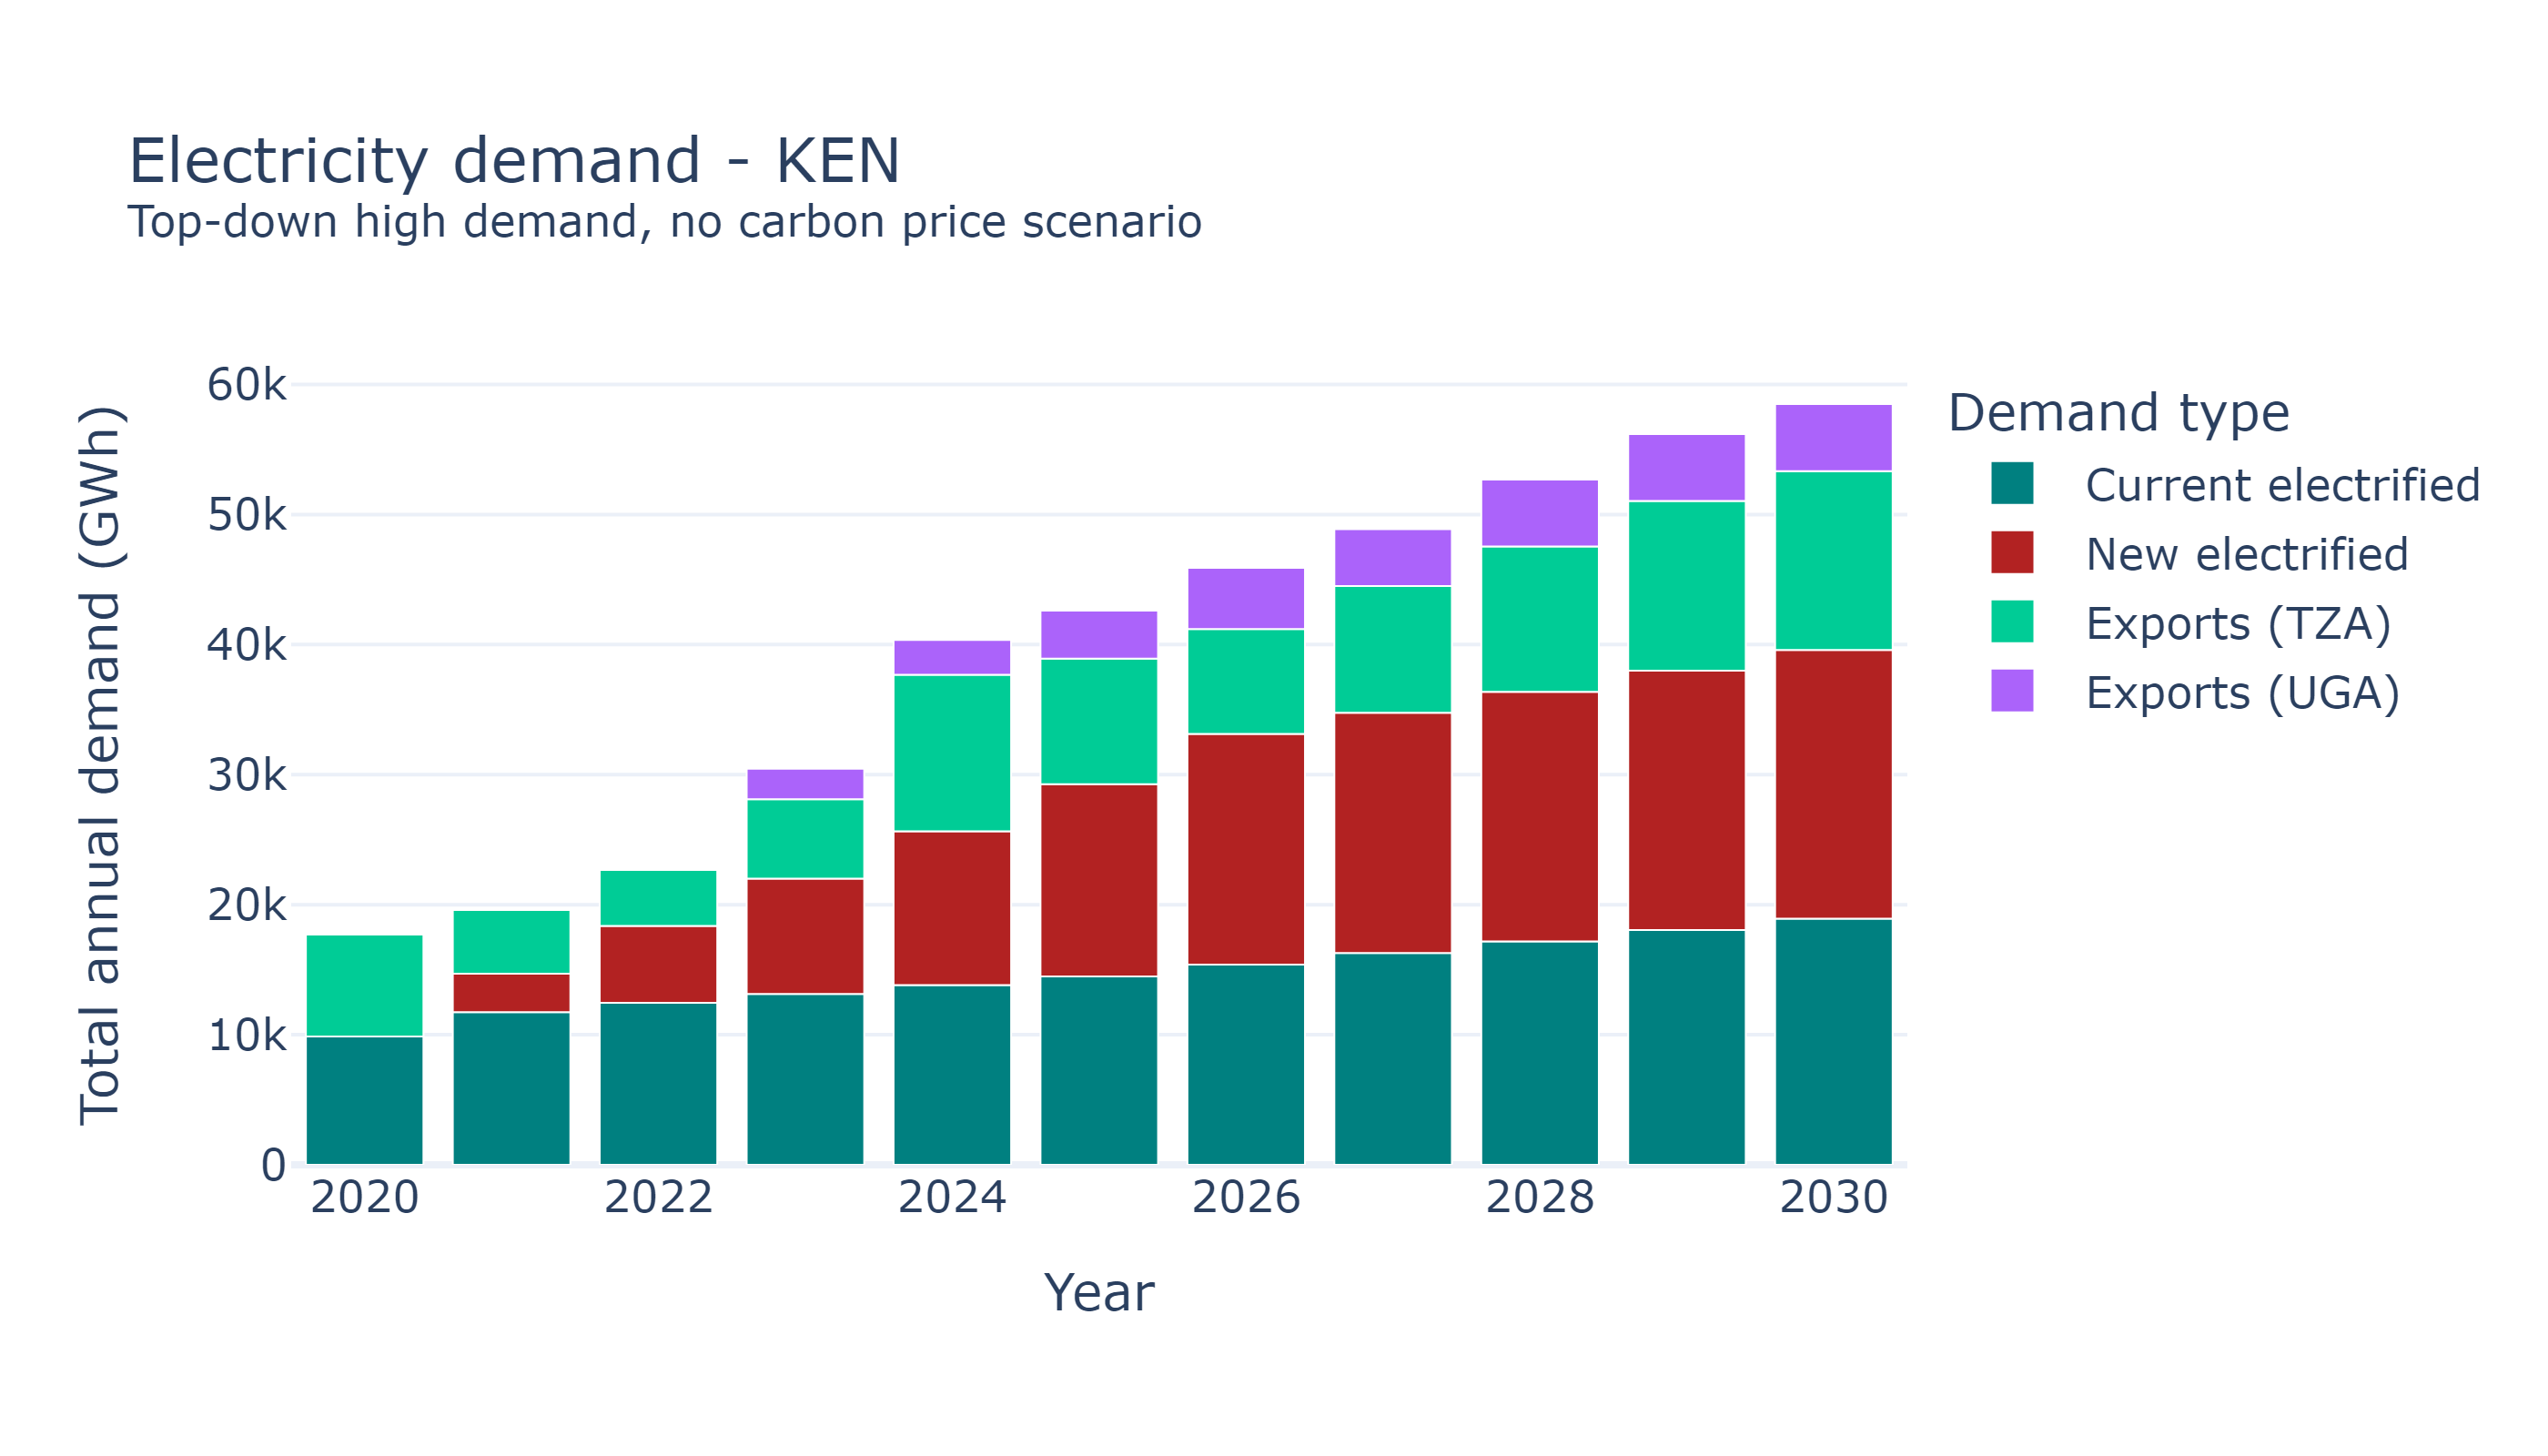 Electricity demand - KEN
Top-down high demand, no carbon price scenario
Total annual demand (GWh)
60k
50k
40k
30k
20k
10k
0
2020 2022 2024 2026 2028 2030
Year
Demand type
Current electrified
New electrified
Exports (TZA)
Exports (UGA)